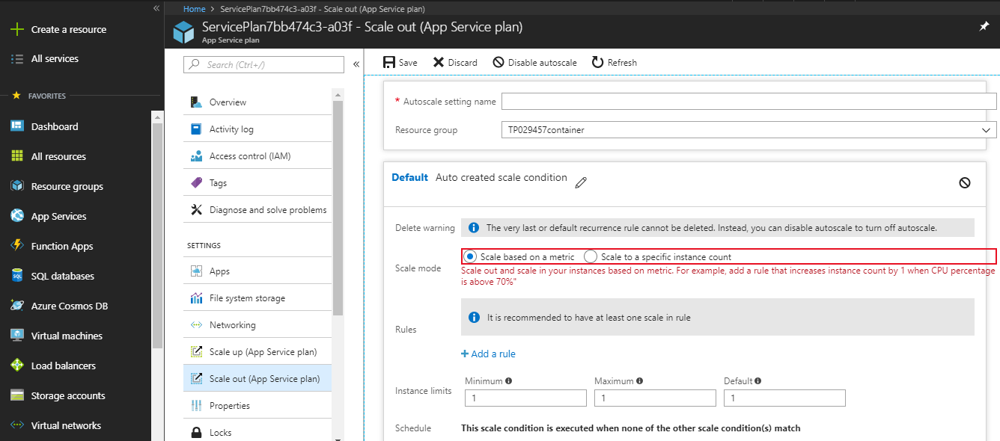 Home > ServicePlan7bb474c3-a03f - Scale out (App Service plan)
ServicePlan7bb474c3-a03f - Scale out (App Service plan)
App Service plan
Create a resource
All services
FAVORITES
Dashboard
All resources
Resource groups
App Services
Function Apps
SQL databases
Azure Cosmos DB
Virtual machines
Load balancers
Storage accounts
Virtual networks
Search (Ctrl+/)
Overview
Activity log
Access control (IAM)
Tags
Diagnose and solve problems
SETTINGS
Apps
File system storage
Networking
Scale up (App Service plan)
Scale out (App Service plan)
Properties
Locks
Save Discard Disable autoscale Refresh
* Autoscale setting name
Resource group TP029457container
Default Auto created scale condition
Delete warning The very last or default recurrence rule cannot be deleted. Instead, you can disable autoscale to turn off autoscale.
Scale mode
Scale based on a metric Scale to a specific instance count
Scale out and scale in your instances based on metric. For example, add a rule that increases instance count by 1 when CPU percentage
is above 70%"
Rules
It is recommended to have at least one scale in rule
+ Add a rule
Instance limits
Minimum Maximum Default
1 1 1
Schedule This scale condition is executed when none of the other scale condition(s) match